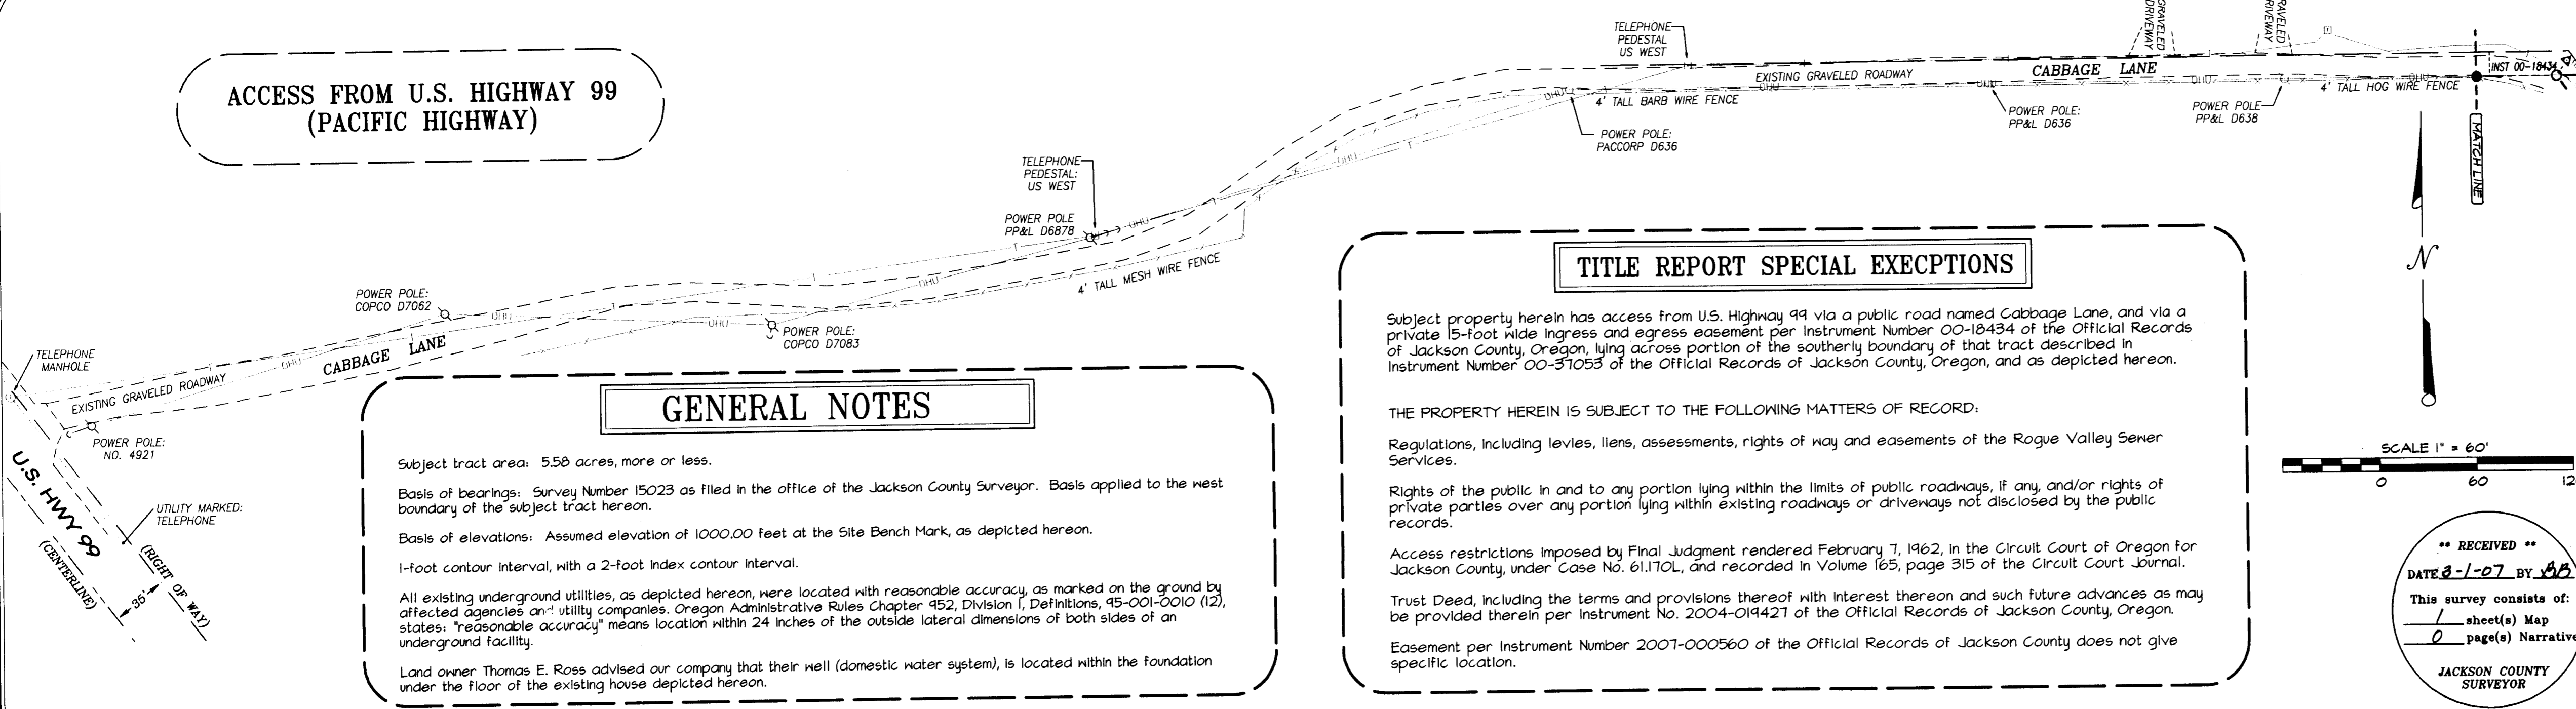 ACCESS FROM U.S. HIGHWAY 99
(PACIFIC HIGHWAY)
TELEPHONE
MANHOLE
EXISTING GRAVELED ROADWAY
CABBAGE LANE
POWER POLE:
NO. 4921
U.S. HWY 99
(CENTERLINE)
35'
(RIGHT OF WAY)
UTILITY MARKED:
TELEPHONE
POWER POLE:
COPCO D7062
OHU
OHU
OHU
POWER POLE:
COPCO D7083
OHU
POWER POLE
PP&L D6878
TELEPHONE
PEDESTAL:
US WEST
OHU
4' TALL MESH WIRE FENCE
OHU
OHU
TELEPHONE
PEDESTAL
US WEST
4' TALL BARB WIRE FENCE
POWER POLE:
PACCORP D636
EXISTING GRAVELED ROADWAY
OHU
CABBAGE LANE
OHU
POWER POLE:
PP&L D636
OHU
POWER POLE
PP&L D638
GRAVELED
DRIVEWAY
4' TALL HOG WIRE FENCE
OHU
INST 00-18434
MATCH LINE
N
SCALE 1" = 60'
0 60
GENERAL NOTES
Subject tract area: 5.58 acres, more or less.
Basis of bearings: Survey Number 15023 as filed in the office of the Jackson County Surveyor. Basis applied to the west
boundary of the subject tract hereon.
Basis of elevations: Assumed elevation of 1000.00 feet at the Site Bench Mark, as depicted hereon.
1-foot contour interval, with a 2-foot index contour interval.
All existing underground utilities, as depicted hereon, were located with reasonable accuracy, as marked on the ground by
affected agencies and utility companies. Oregon Administrative Rules Chapter 952, Division 1, Definitions, 95-001-0010 (12),
states: "reasonable accuracy" means location within 24 inches of the outside lateral dimensions of both sides of an
underground facility.
Land owner Thomas E. Ross advised our company that their well (domestic water system), is located within the foundation
under the floor of the existing house depicted hereon.
TITLE REPORT SPECIAL EXECPTIONS
Subject property herein has access from U.S. Highway 99 via a public road named Cabbage Lane, and via a
private 15-foot wide ingress and egress easement per Instrument Number 00-18434 of the Official Records
of Jackson County, Oregon, lying across portion of the southerly boundary of that tract described in
Instrument Number 00-37053 of the Official Records of Jackson County, Oregon, and as depicted hereon.
THE PROPERTY HEREIN IS SUBJECT TO THE FOLLOWING MATTERS OF RECORD:
Regulations, including levies, liens, assessments, rights of way and easements of the Rogue Valley Sewer
Services.
Rights of the public in and to any portion lying within the limits of public roadways, if any, and/or rights of
private parties over any portion lying within existing roadways or driveways not disclosed by the public
records.
Access restrictions imposed by Final Judgment rendered February 7, 1962, in the Circuit Court of Oregon for
Jackson County, under Case No. 61.170L, and recorded in Volume 165, page 315 of the Circuit Court Journal.
Trust Deed, including the terms and provisions thereof with interest thereon and such future advances as may
be provided therein per Instrument No. 2004-019427 of the Official Records of Jackson County, Oregon.
Easement per Instrument Number 2007-000560 of the Official Records of Jackson County does not give
specific location.
** RECEIVED **
DATE 3-1-07 BY BB
This survey consists of:
1 sheet(s) Map
0 page(s) Narrative
JACKSON COUNTY
SURVEYOR